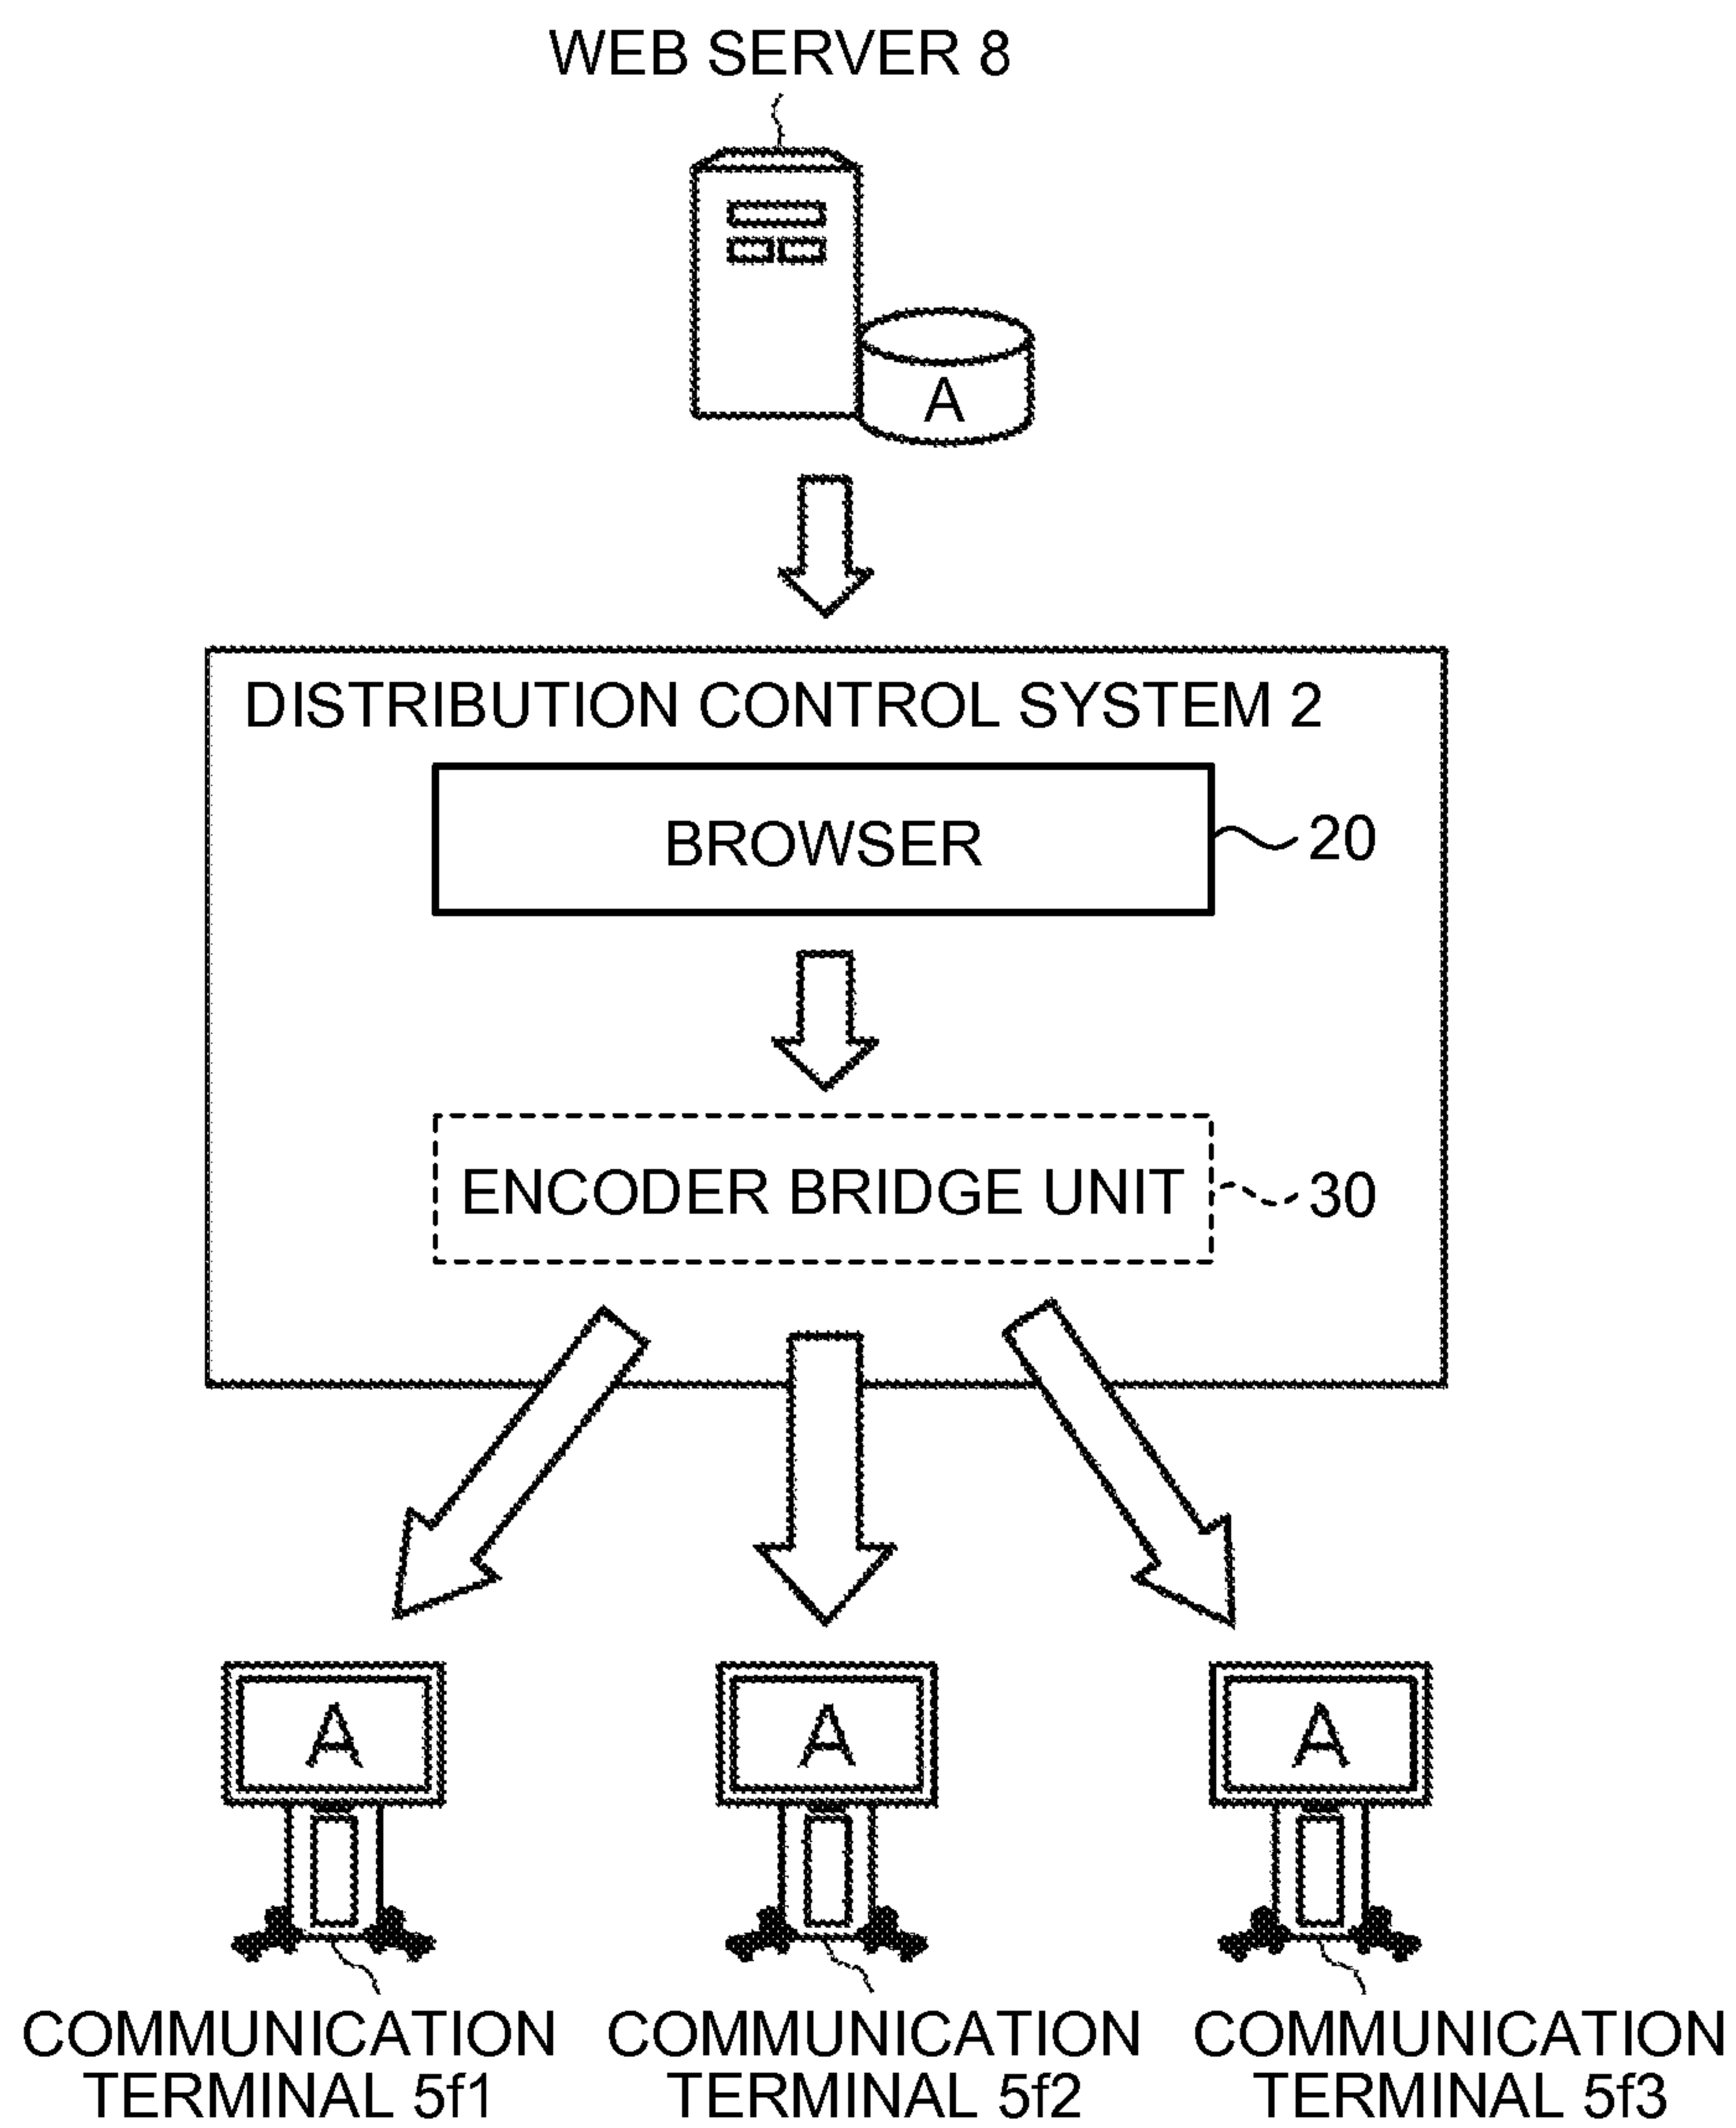 WEB SERVER 8
A
DISTRIBUTION CONTROL SYSTEM 2
BROWSER
20
ENCODER BRIDGE UNIT
30
A
A
A
COMMUNICATION
TERMINAL 5f1
COMMUNICATION
TERMINAL 5f2
COMMUNICATION
TERMINAL 5f3